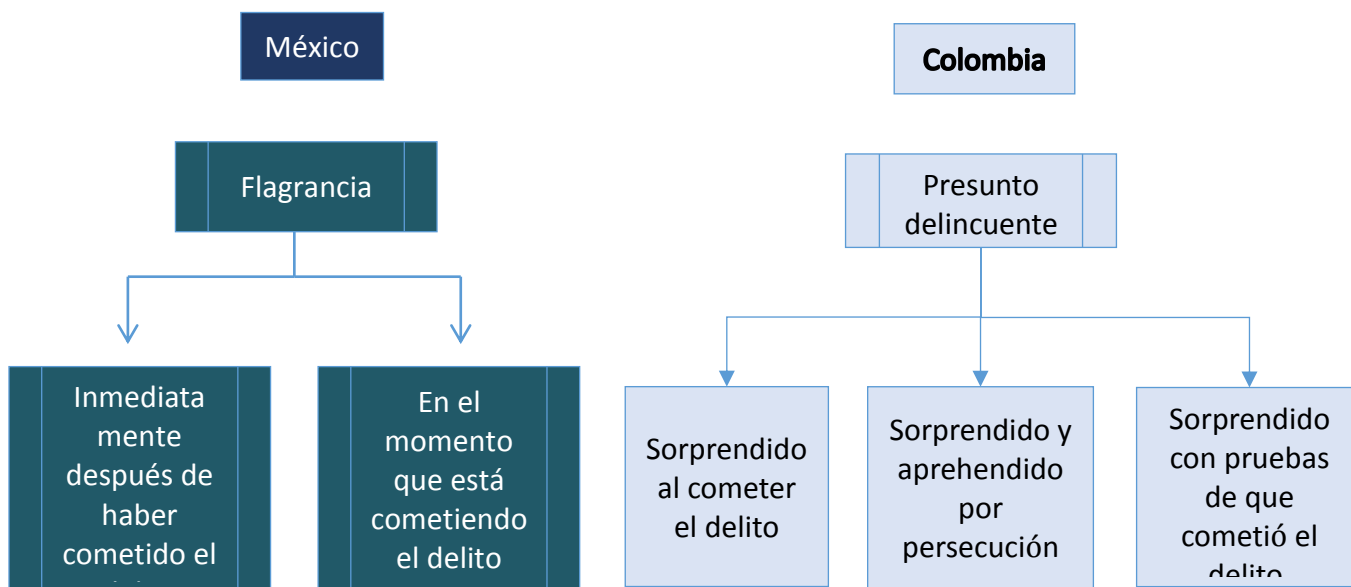 México
Colombia
Flagrancia
Presunto
delincuente
Inmediata
mente
después de
haber
cometido el
En el
momento
que está
cometiendo
el delito
Sorprendido
al cometer
el delito
Sorprendido y
aprehendido
por
persecución
Sorprendido
con pruebas
de que
cometió el
delito